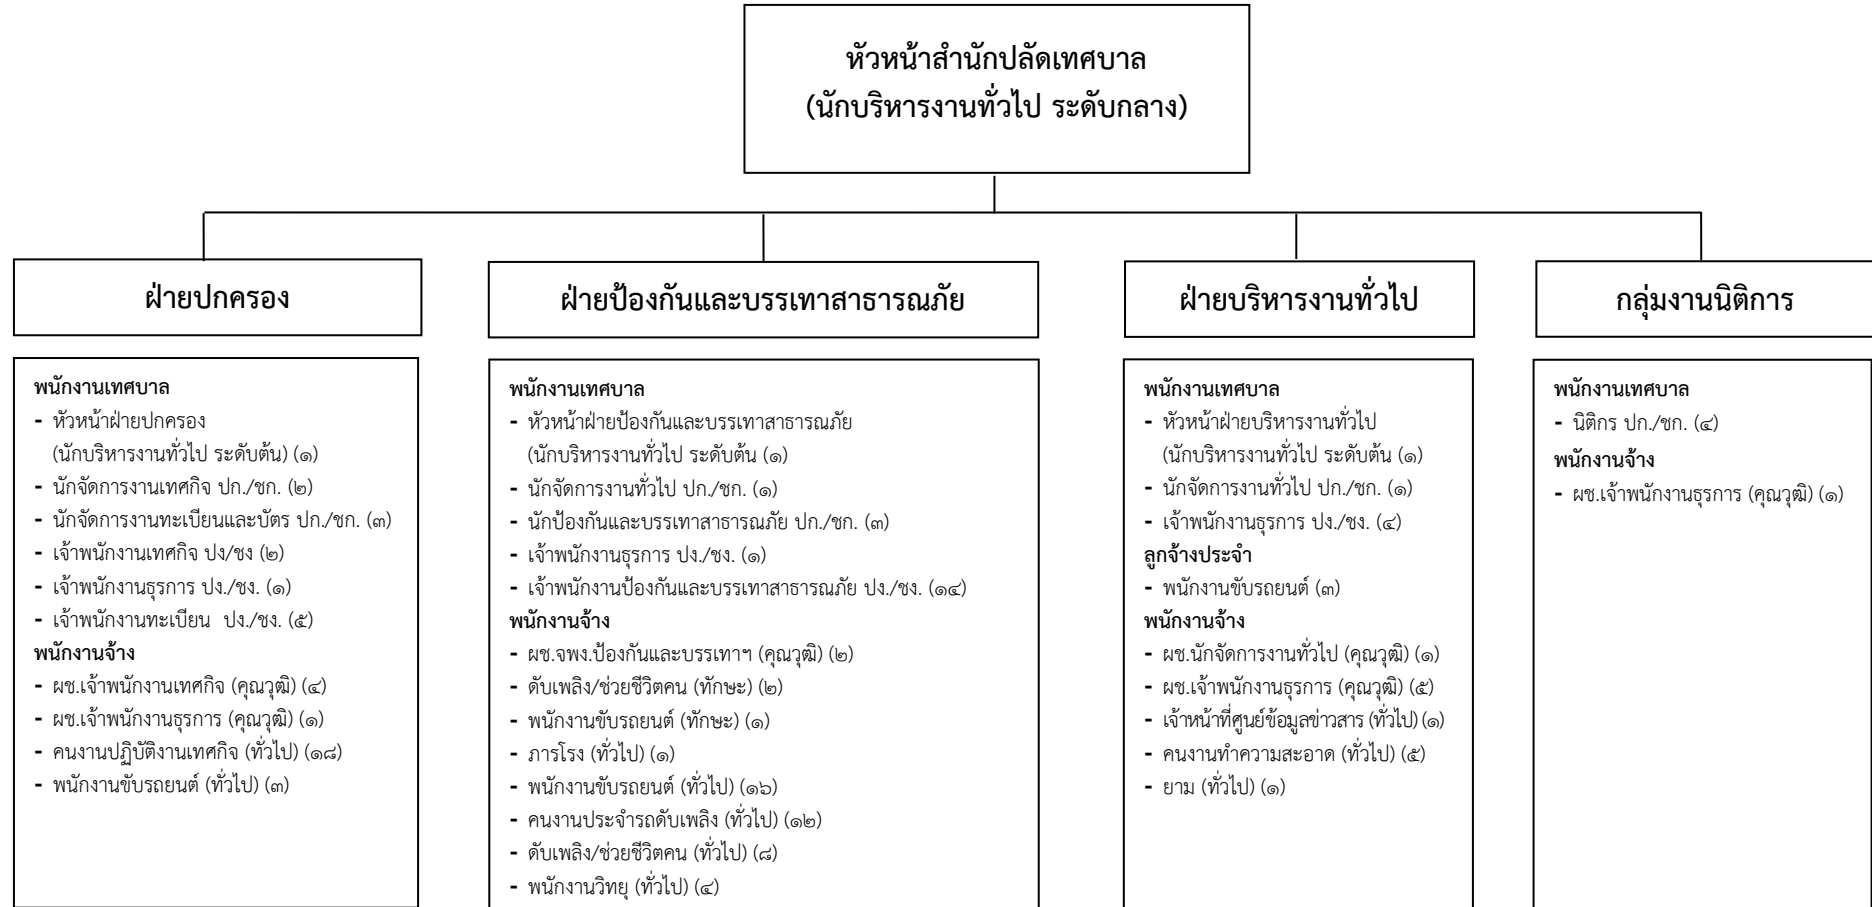 หัวหน้าสำนักปลัดเทศบาล
(นักบริหารงานทั่วไป ระดับกลาง)
ฝ่ายปกครอง
พนักงานเทศบาล
- หัวหน้าฝ่ายปกครอง
(นักบริหารงานทั่วไป ระดับต้น) (๑)
- นักจัดการงานเทศกิจ ปก./ชก. (๒)
- นักจัดการงานทะเบียนและบัตร ปก./ชก. (๓)
- เจ้าพนักงานเทศกิจ ปง/ชง (๒)
- เจ้าพนักงานธุรการ ปง./ชง. (๑)
- เจ้าพนักงานทะเบียน ปง./ชง. (๕)
พนักงานจ้าง
- ผช.เจ้าพนักงานเทศกิจ (คุณวุฒิ) (๔)
- ผช.เจ้าพนักงานธุรการ (คุณวุฒิ) (๑)
- คนงานปฏิบัติงานเทศกิจ (ทั่วไป) (๑๘)
- พนักงานขับรถยนต์ (ทั่วไป) (๓)
ฝ่ายป้องกันและบรรเทาสาธารณภัย
พนักงานเทศบาล
- หัวหน้าฝ่ายป้องกันและบรรเทาสาธารณภัย
(นักบริหารงานทั่วไป ระดับต้น (๑)
- นักจัดการงานทั่วไป ปก./ชก. (๑)
- นักป้องกันและบรรเทาสาธารณภัย ปก./ชก. (๓)
- เจ้าพนักงานธุรการ ปง./ชง. (๑)
- เจ้าพนักงานป้องกันและบรรเทาสาธารณภัย ปง./ชง. (๑๔)
พนักงานจ้าง
- ผช.จพง.ป้องกันและบรรเทาฯ (คุณวุฒิ) (๒)
- ดับเพลิง/ช่วยชีวิตคน (ทักษะ) (๒)
- พนักงานขับรถยนต์ (ทักษะ) (๑)
- ภารโรง (ทั่วไป) (๑)
- พนักงานขับรถยนต์ (ทั่วไป) (๑๖)
- คนงานประจำรถดับเพลิง (ทั่วไป) (๑๒)
- ดับเพลิง/ช่วยชีวิตคน (ทั่วไป) (๘)
- พนักงานวิทยุ (ทั่วไป) (๔)
ฝ่ายบริหารงานทั่วไป
พนักงานเทศบาล
- หัวหน้าฝ่ายบริหารงานทั่วไป
(นักบริหารงานทั่วไป ระดับต้น (๑)
- นักจัดการงานทั่วไป ปก./ชก. (๑)
- เจ้าพนักงานธุรการ ปง./ชง. (๔)
ลูกจ้างประจำ
- พนักงานขับรถยนต์ (๓)
พนักงานจ้าง
- ผช.นักจัดการงานทั่วไป (คุณวุฒิ) (๑)
- ผช.เจ้าพนักงานธุรการ (คุณวุฒิ) (๕)
- เจ้าหน้าที่ศูนย์ข้อมูลข่าวสาร (ทั่วไป) (๑)
- คนงานทำความสะอาด (ทั่วไป) (๕)
- ยาม (ทั่วไป) (๑)
กลุ่มงานนิติการ
พนักงานเทศบาล
- นิติกร ปก./ชก. (๔)
พนักงานจ้าง
- ผช.เจ้าพนักงานธุรการ (คุณวุฒิ) (๑)